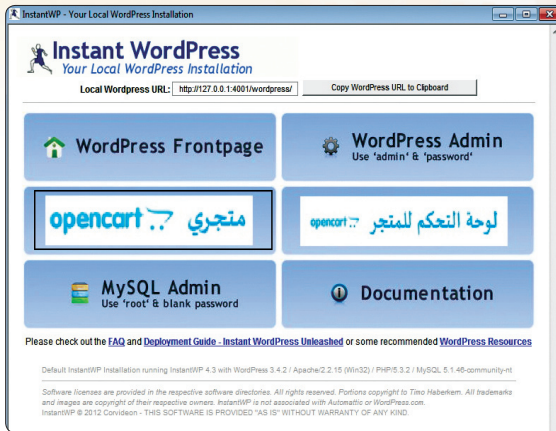 InstantWP - Your Local WordPress Installation
Instant WordPress
Your Local WordPress Installation
Local Wordpress URL: http://127.0.0.1:4001/wordpress/ Copy WordPress URL to Clipboard
WordPress Frontpage
WordPress Admin
Use 'admin' & 'password'
متجري opencart
لوحة التحكم للمتجر opencart
MySQL Admin
Use 'root' & blank password
Documentation
Please check out the FAQ and Deployment Guide - Instant WordPress Unleashed or some recommended WordPress Resources
Default InstantWP Installation running InstantWP 4.3 with WordPress 3.4.2 / Apache/2.2.15 (Win32) / PHP/5.3.2 / MySQL 5.1.46-community-nt
Software licenses are provided in the respective software directories. All rights reserved. Portions copyright to Timo Haberkern. All trademarks
and images are copyright of their respective owners. InstantWP is not associated with Automattic or WordPress.com.
InstantWP © 2012 Corvideon - THIS SOFTWARE IS PROVIDED "AS IS" WITHOUT WARRANTY OF ANY KIND.